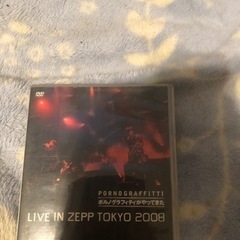 DVD
PORNOGRAFFITTI
ポルノグラフィティがやってきた
LIVE IN ZEPP TOKYO 2008